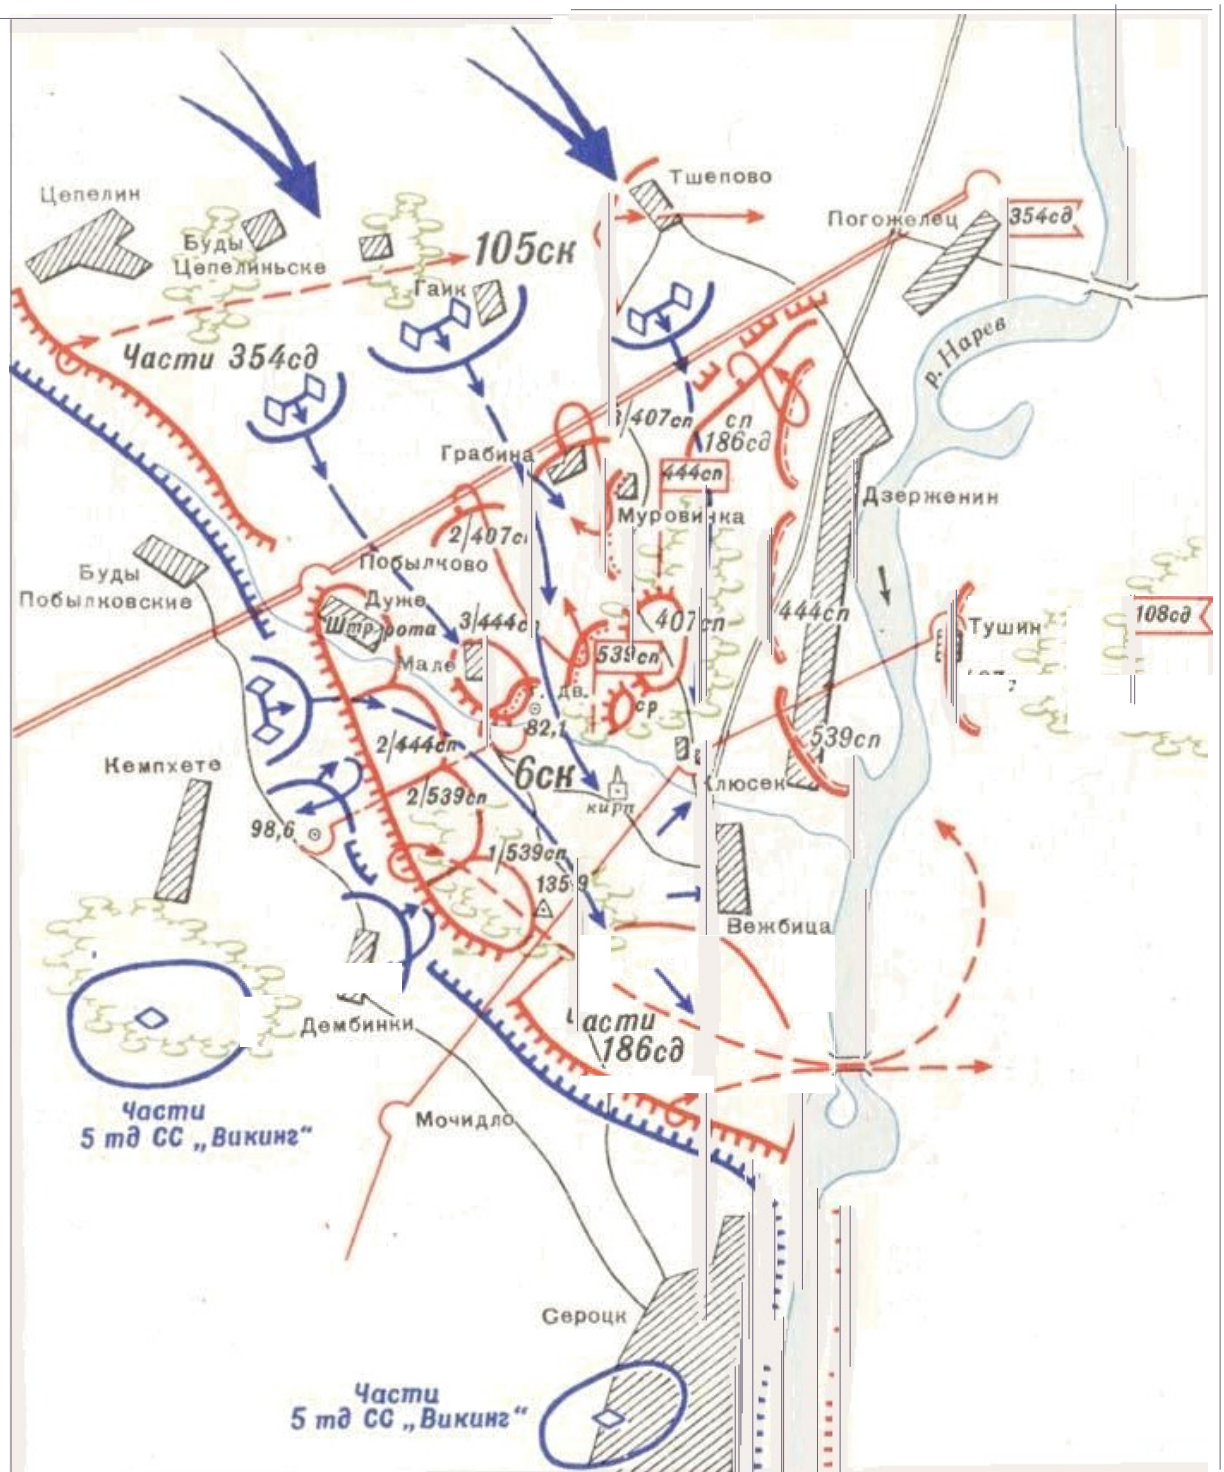 Тшепово
Цепелин
Погожелец
354сд
Буды
Цепелиньске
105ск
Гаик
р. Нарев
Части 354сд
/407сп
сп
186сд
Грабина
444сп
Дзерженин
Муровинка
2/407сп
Побылково
Буды
Побылковские
Дуже
Штр. рота
3/444сп
407сп
444сп
108сд
Тушин
Мале
539сп
г. дв.
ср
82,1
2/444сп
539сп
Кемпхете
6ск
Клюсек
кирп
2/539сп
98,6
1/539сп
135,9
Вежбица
Дембинки
Части
186сд
Части
5 тд СС „Викинг“
Мочидло
Сероцк
Части
5 тд СС „Викинг“